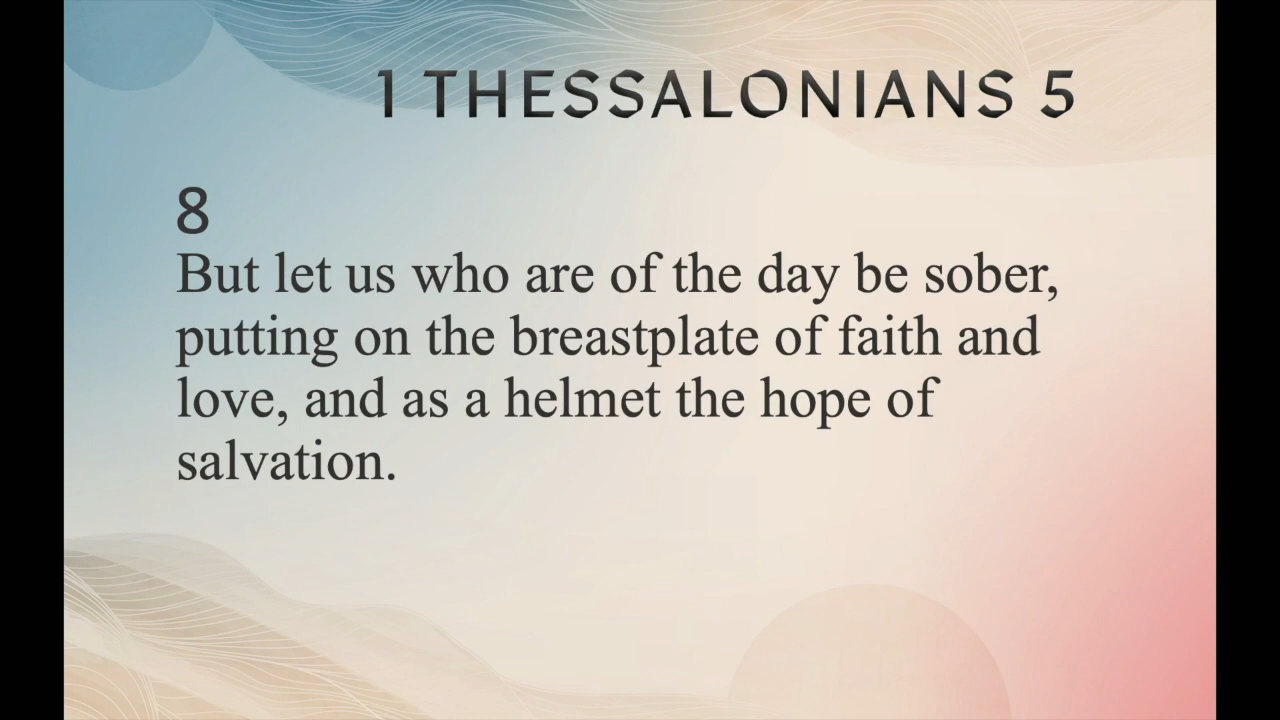 1 THESSALONIANS 5
8
But let us who are of the day be sober,
putting on the breastplate of faith and
love, and as a helmet the hope of
salvation.